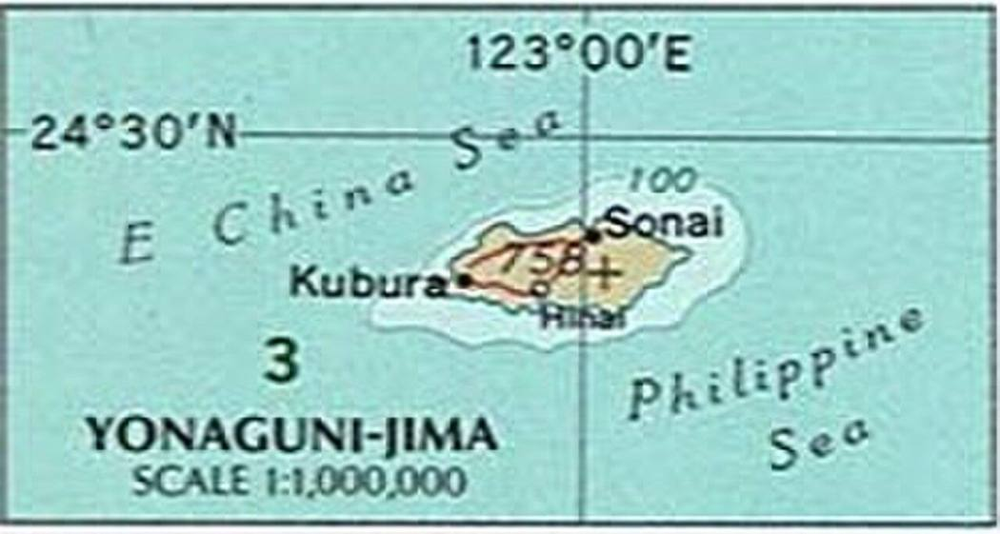 123°00'E
24°30'N
E China Sea
100
Sonai
758
Kubura
Hinai
Philippine
Sea
3
YONAGUNI-JIMA
SCALE 1:1,000,000